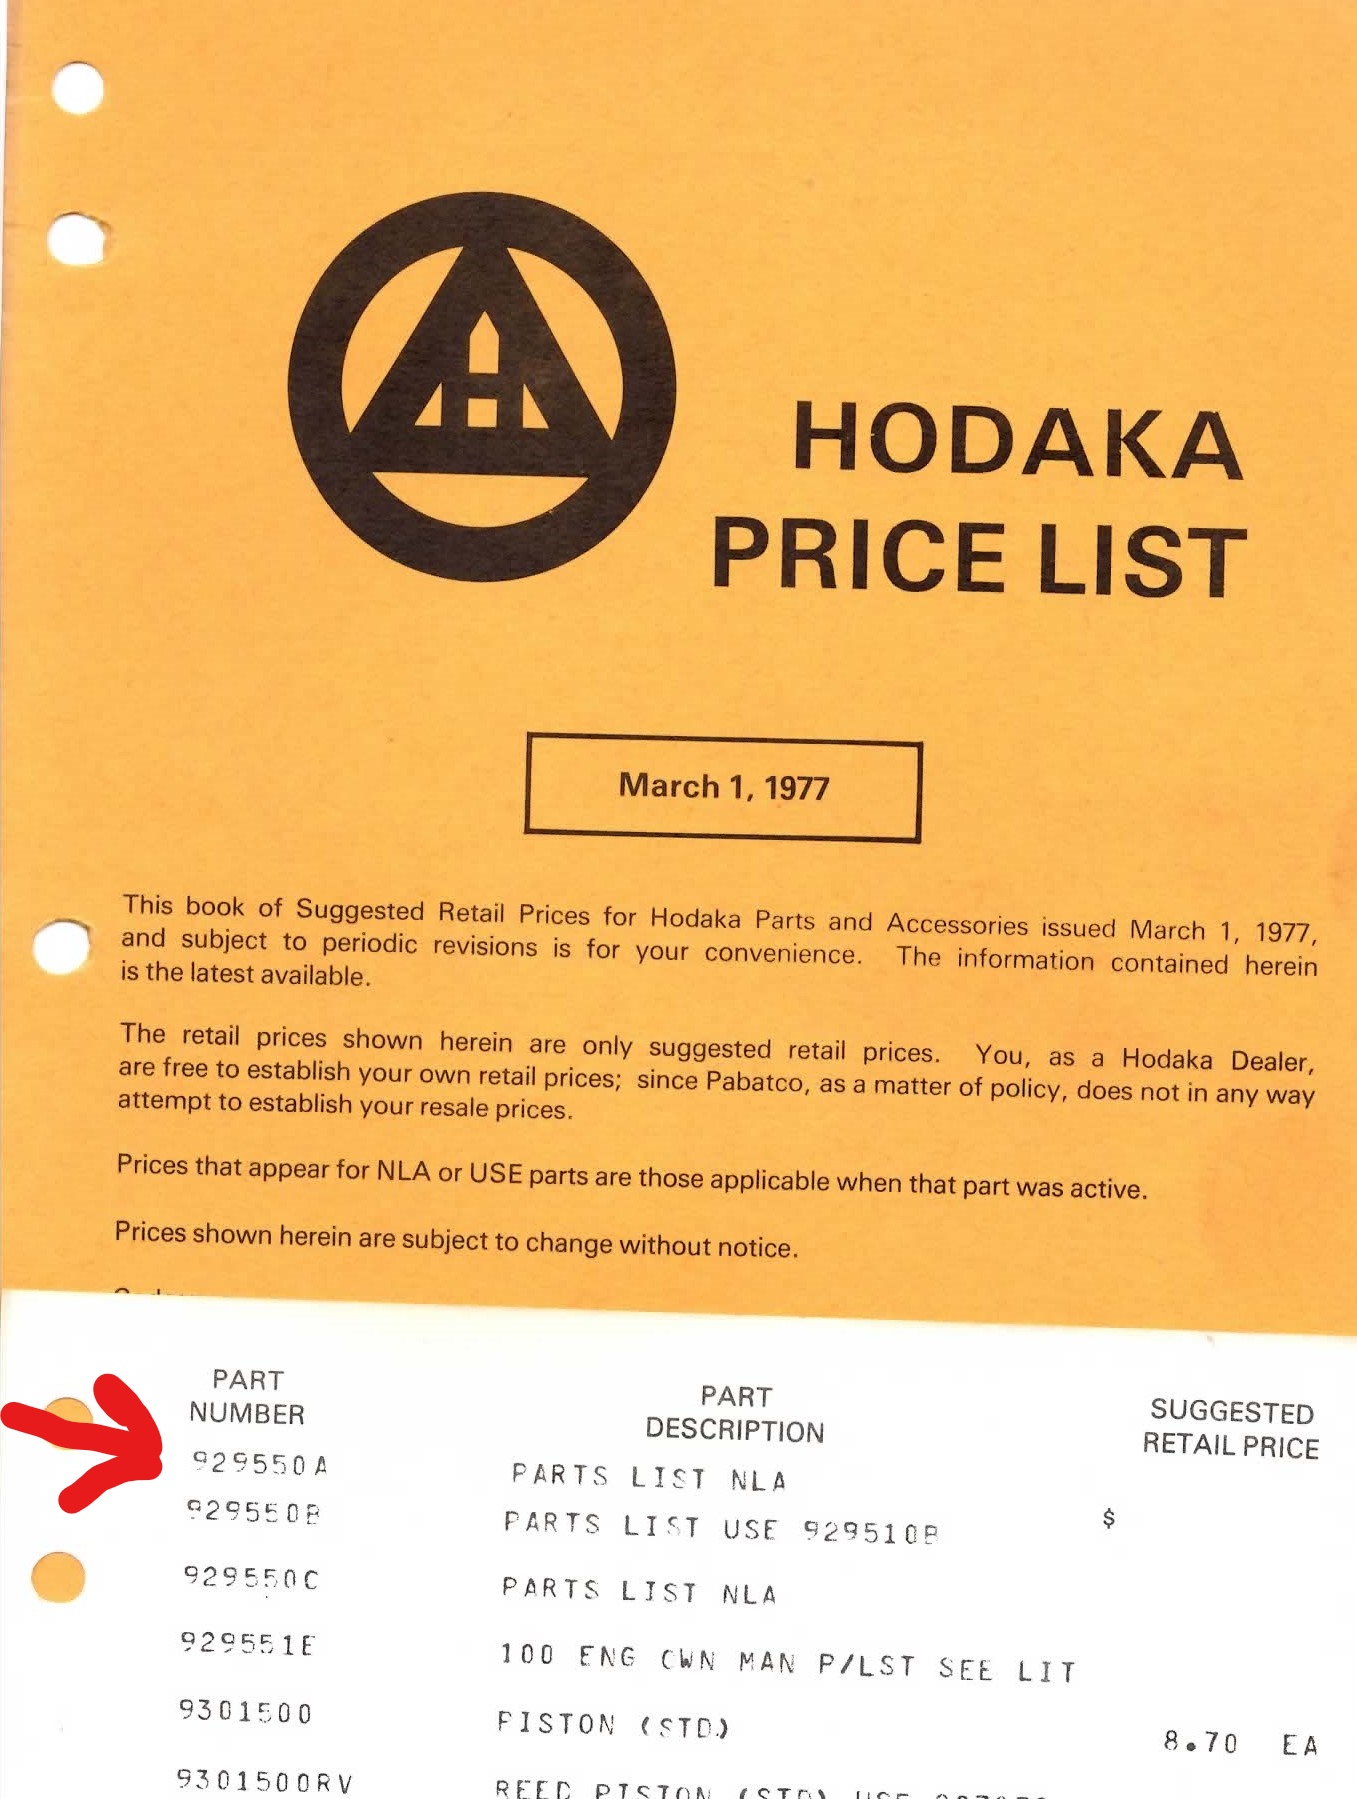 HODAKA
PRICE LIST
March 1, 1977
This book of Suggested Retail Prices for Hodaka Parts and Accessories issued March 1, 1977,
and subject to periodic revisions is for your convenience. The information contained herein
is the latest available.
The retail prices shown herein are only suggested retail prices. You, as a Hodaka Dealer,
are free to establish your own retail prices; since Pabatco, as a matter of policy, does not in any way
attempt to establish your resale prices.
Prices that appear for NLA or USE parts are those applicable when that part was active.
Prices shown herein are subject to change without notice.
PART NUMBER PART DESCRIPTION SUGGESTED RETAIL PRICE
929550A PARTS LIST NLA
929550B PARTS LIST USE 929510B $
929550C PARTS LIST NLA
929551E 100 ENG OWN MAN P/LST SEE LIT
9301500 PISTON (STD) 8.70 EA
9301500RV REED PISTON (STD) USE